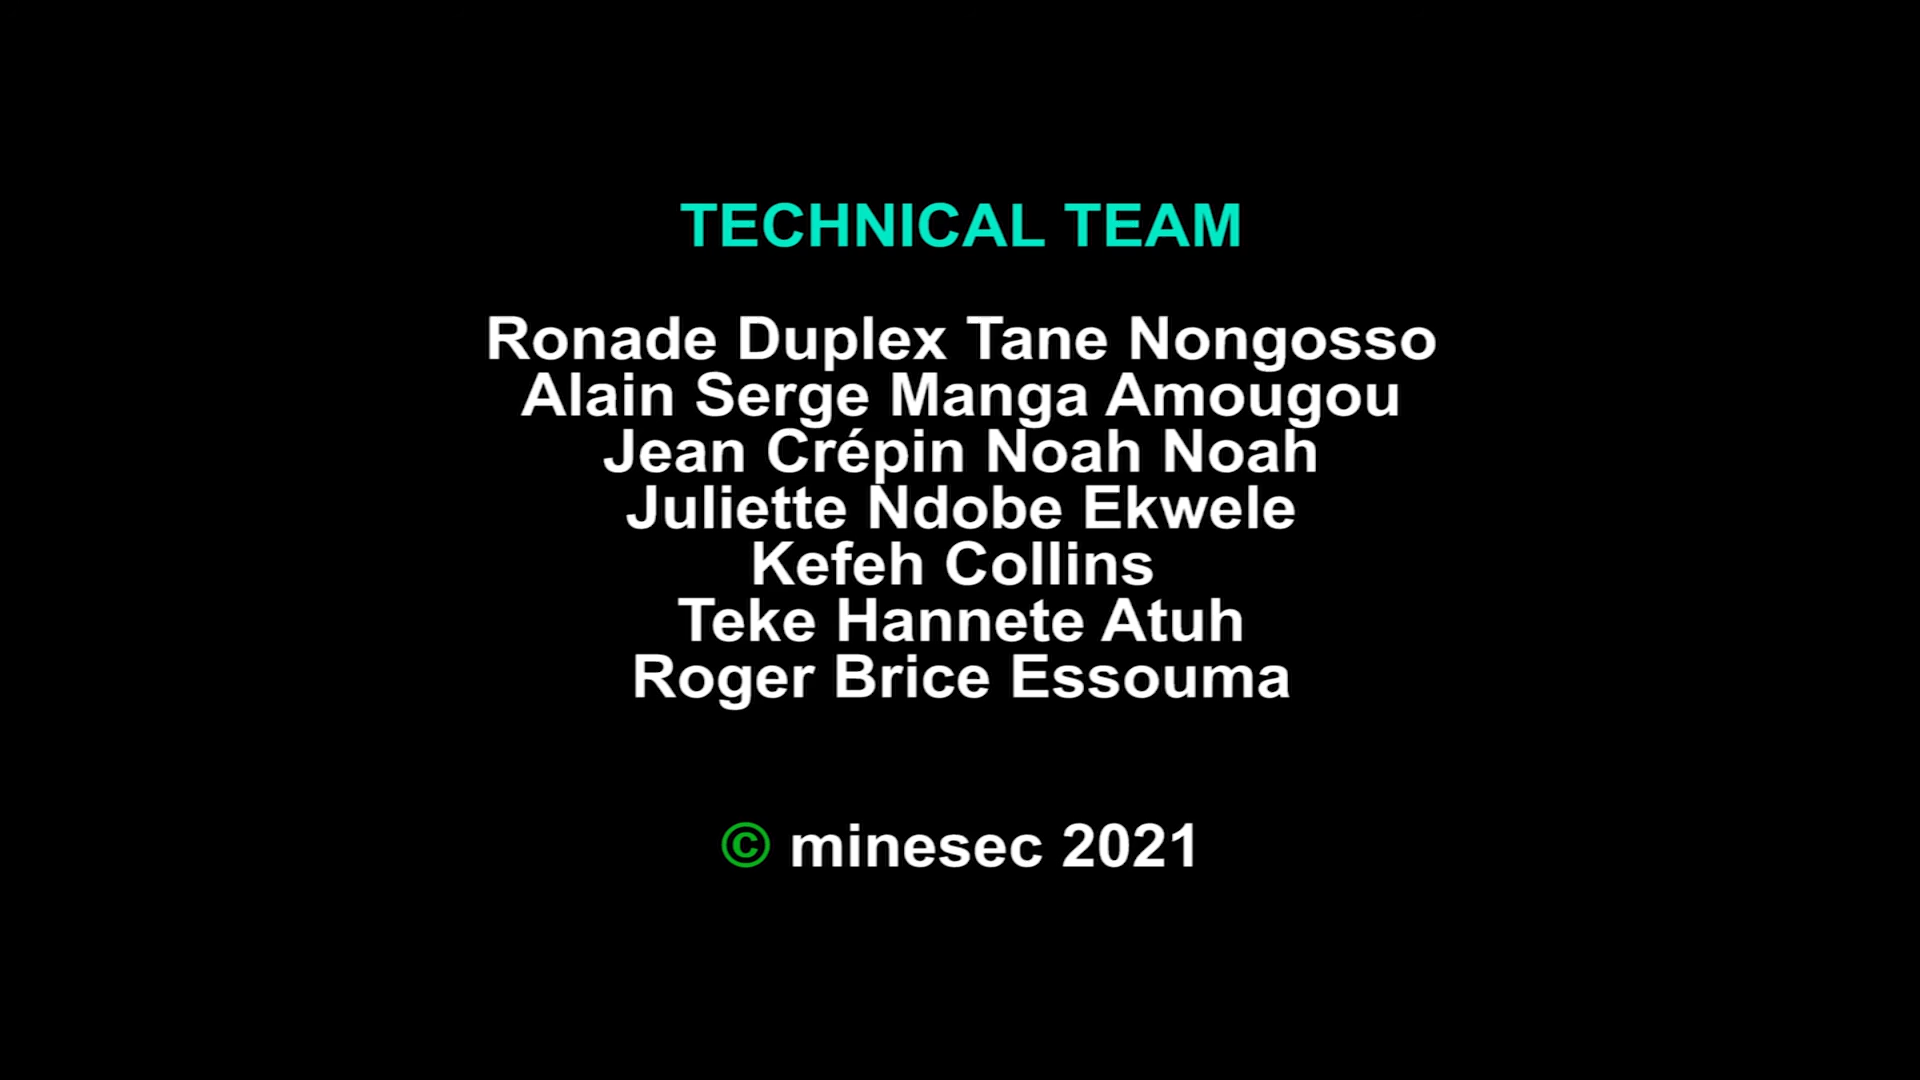 TECHNICAL TEAM
Ronade Duplex Tane Nongosso
Alain Serge Manga Amougou
Jean Crépin Noah Noah
Juliette Ndobe Ekwele
Kefeh Collins
Teke Hannete Atuh
Roger Brice Essouma
© minesec 2021